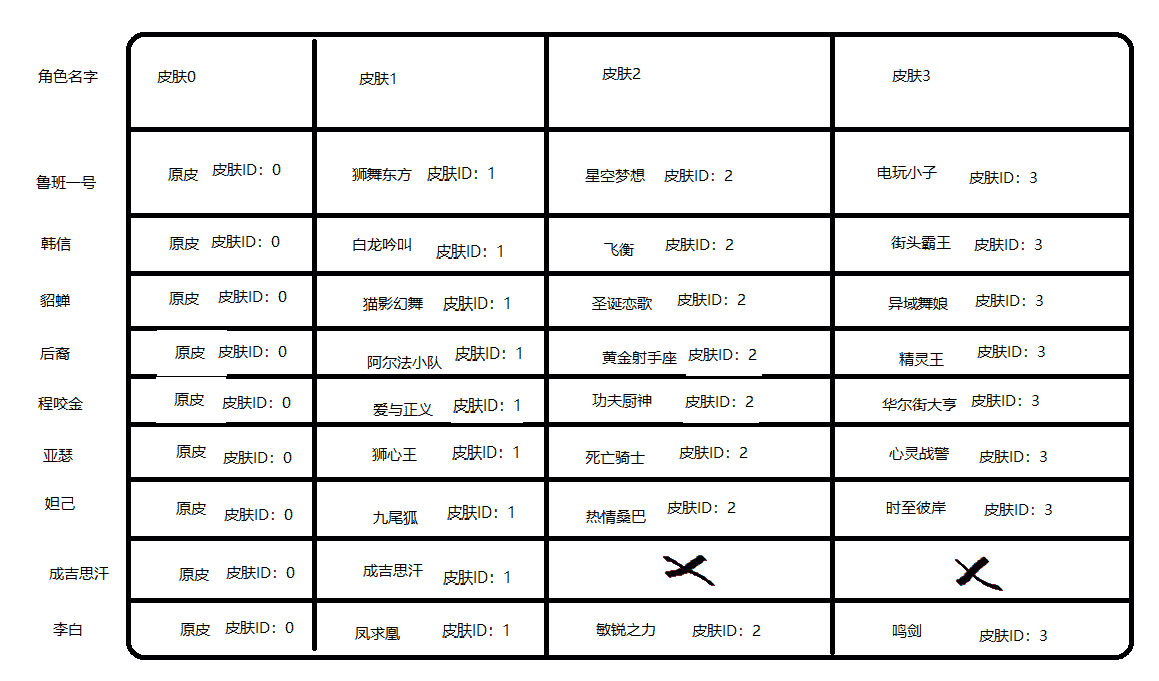 角色名字 皮肤0 皮肤1 皮肤2 皮肤3
鲁班一号 原皮 皮肤ID：0 狮舞东方 皮肤ID：1 星空梦想 皮肤ID：2 电玩小子 皮肤ID：3
韩信 原皮 皮肤ID：0 白龙吟叫 皮肤ID：1 飞衡 皮肤ID：2 街头霸王 皮肤ID：3
貂蝉 原皮 皮肤ID：0 猫影幻舞 皮肤ID：1 圣诞恋歌 皮肤ID：2 异域舞娘 皮肤ID：3
后裔 原皮 皮肤ID：0 阿尔法小队 皮肤ID：1 黄金射手座 皮肤ID：2 精灵王 皮肤ID：3
程咬金 原皮 皮肤ID：0 爱与正义 皮肤ID：1 功夫厨神 皮肤ID：2 华尔街大亨 皮肤ID：3
亚瑟 原皮 皮肤ID：0 狮心王 皮肤ID：1 死亡骑士 皮肤ID：2 心灵战警 皮肤ID：3
妲己 原皮 皮肤ID：0 九尾狐 皮肤ID：1 热情桑巴 皮肤ID：2 时至彼岸 皮肤ID：3
成吉思汗 原皮 皮肤ID：0 成吉思汗 皮肤ID：1
李白 原皮 皮肤ID：0 凤求凰 皮肤ID：1 敏锐之力 皮肤ID：2 鸣剑 皮肤ID：3